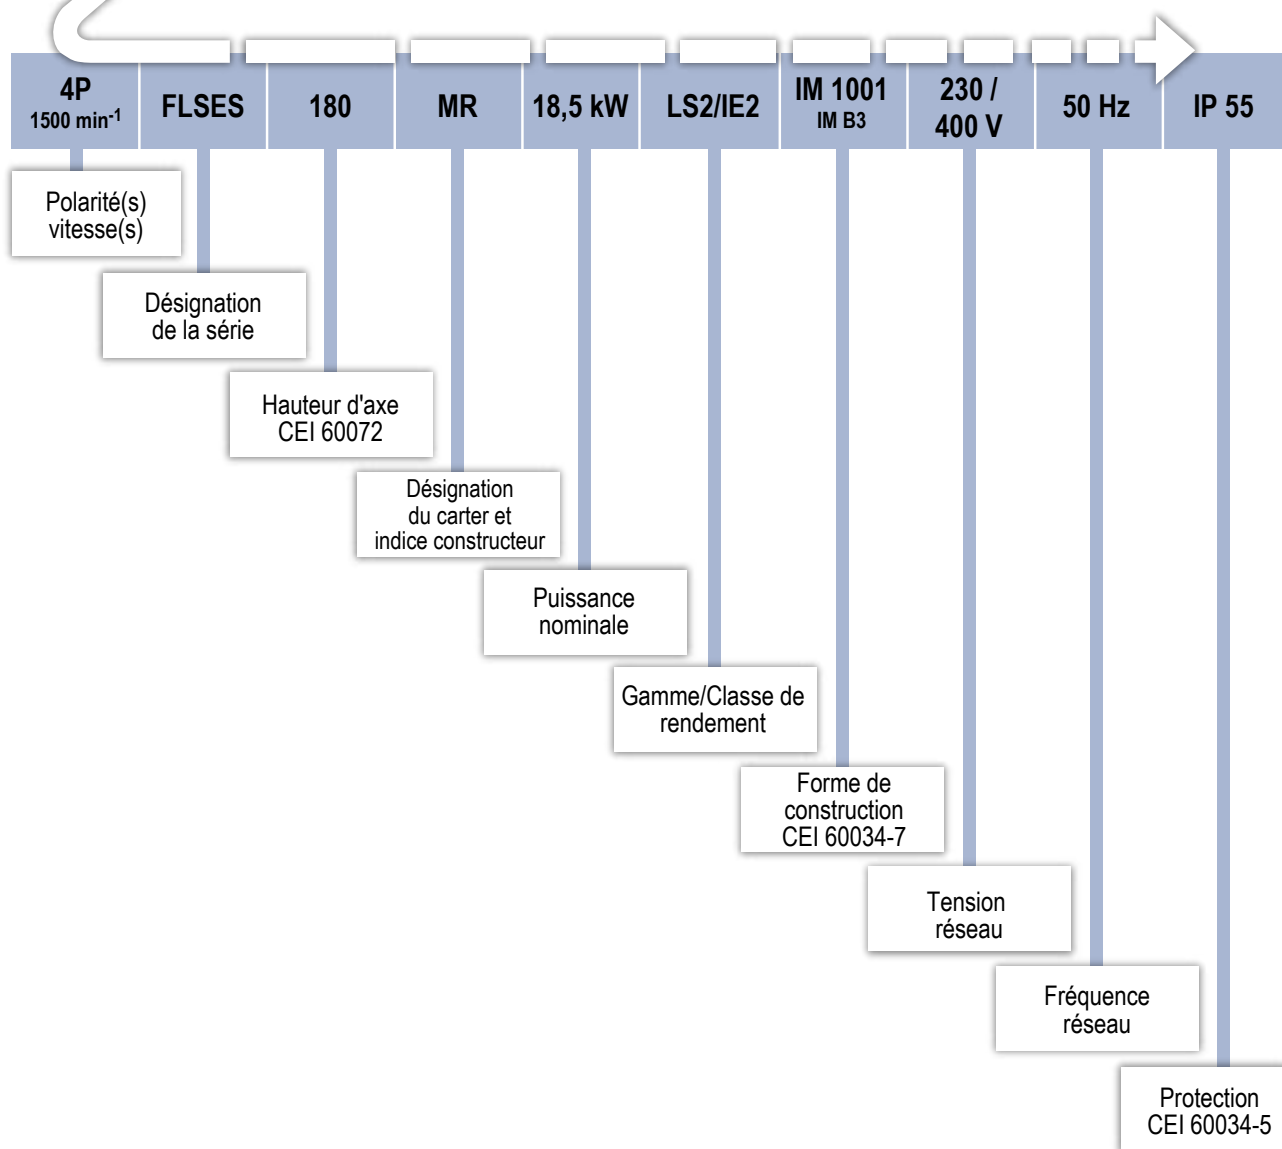 4P
1500 min-1
FLSES
180
MR
18,5 kW
LS2/IE2
IM 1001
IM B3
230 /
400 V
50 Hz
IP 55
Polarité(s)
vitesse(s)
Désignation
de la série
Hauteur d'axe
CEI 60072
Désignation
du carter et
indice constructeur
Puissance
nominale
Gamme/Classe de
rendement
Forme de
construction
CEI 60034-7
Tension
réseau
Fréquence
réseau
Protection
CEI 60034-5